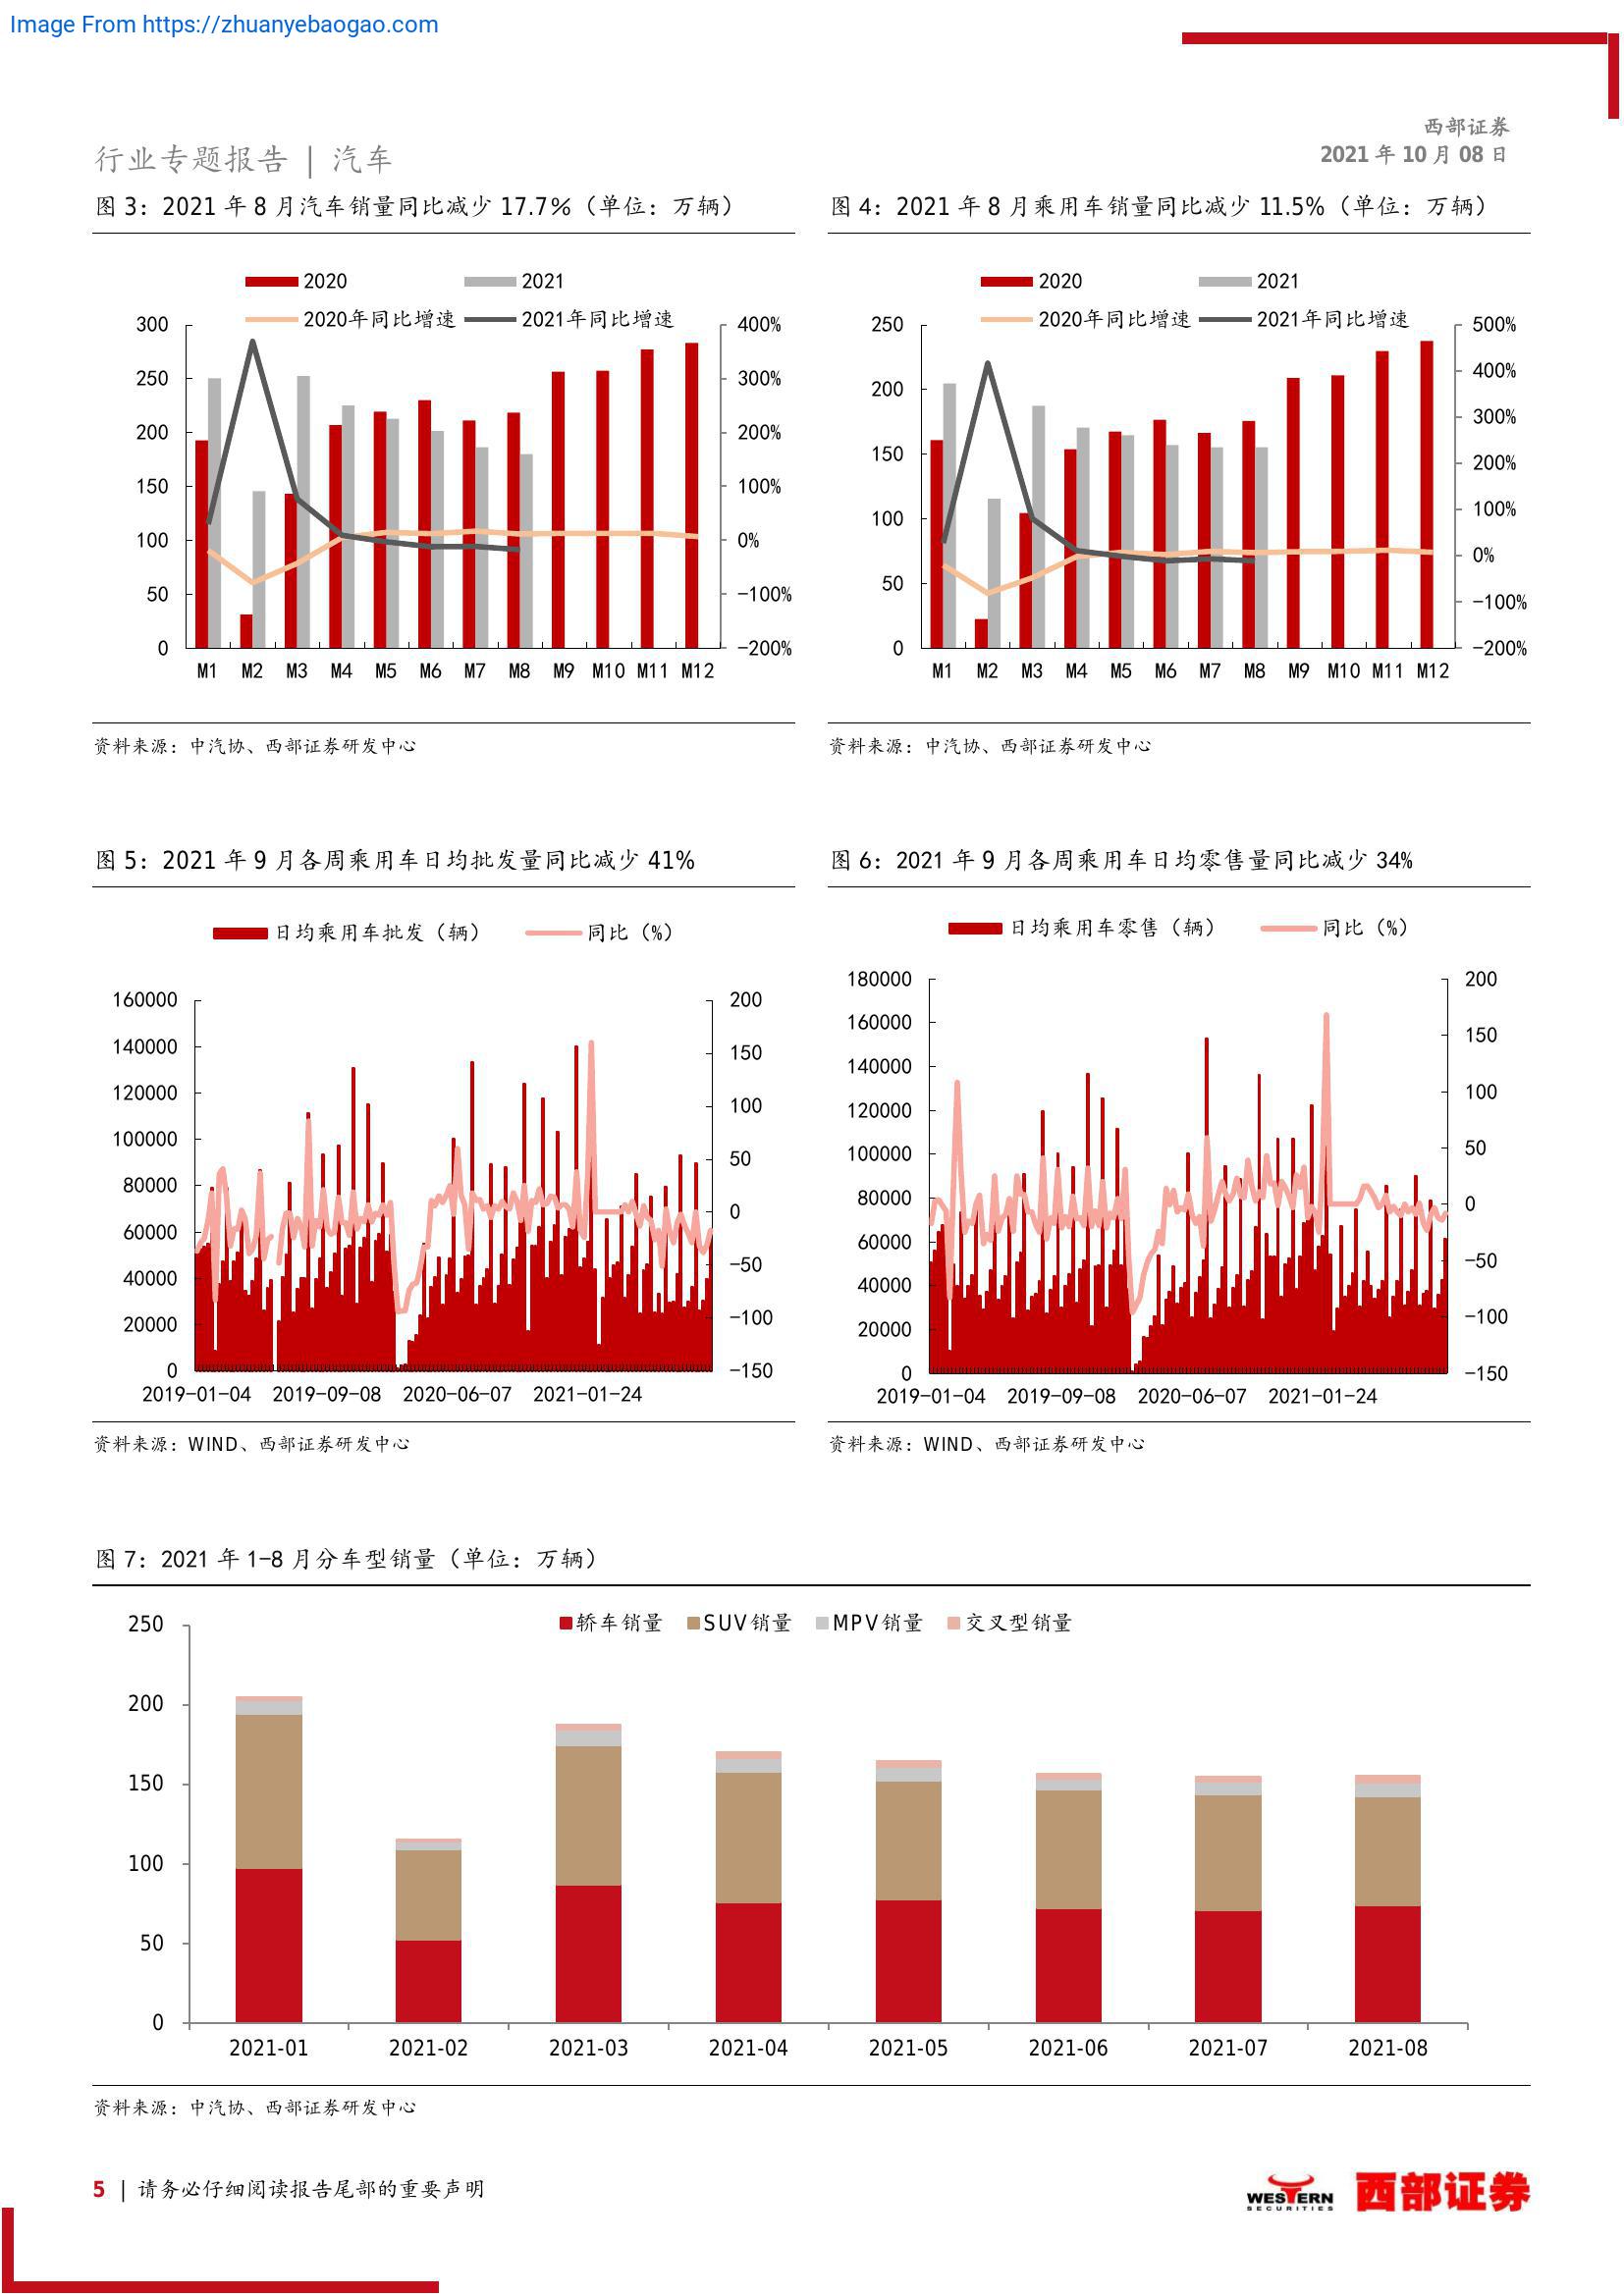 Image From https://zhuanyebaogao.com
西部证券
2021 年 10 月 08 日
行业专题报告 | 汽车
图 3：2021 年 8 月汽车销量同比减少 17.7%（单位：万辆）
2020
2021
2020年同比增速
2021年同比增速
300
250
200
150
100
50
0
400%
300%
200%
100%
0%
-100%
-200%
M1 M2 M3 M4 M5 M6 M7 M8 M9 M10 M11 M12
资料来源：中汽协、西部证券研发中心
图 4：2021 年 8 月乘用车销量同比减少 11.5%（单位：万辆）
2020
2021
2020年同比增速
2021年同比增速
250
200
150
100
50
0
500%
400%
300%
200%
100%
0%
-100%
-200%
M1 M2 M3 M4 M5 M6 M7 M8 M9 M10 M11 M12
资料来源：中汽协、西部证券研发中心
图 5：2021 年 9 月各周乘用车日均批发量同比减少 41%
日均乘用车批发（辆）
同比（%）
160000
140000
120000
100000
80000
60000
40000
20000
0
200
150
100
50
0
-50
-100
-150
2019-01-04 2019-09-08 2020-06-07 2021-01-24
资料来源：WIND、西部证券研发中心
图 6：2021 年 9 月各周乘用车日均零售量同比减少 34%
日均乘用车零售（辆）
同比（%）
180000
160000
140000
120000
100000
80000
60000
40000
20000
0
200
150
100
50
0
-50
-100
-150
2019-01-04 2019-09-08 2020-06-07 2021-01-24
资料来源：WIND、西部证券研发中心
图 7：2021 年 1-8 月分车型销量（单位：万辆）
轿车销量 SUV销量 MPV销量 交叉型销量
250
200
150
100
50
0
2021-01 2021-02 2021-03 2021-04 2021-05 2021-06 2021-07 2021-08
资料来源：中汽协、西部证券研发中心
5 | 请务必仔细阅读报告尾部的重要声明
WESTERN
SECURITIES
西部证券